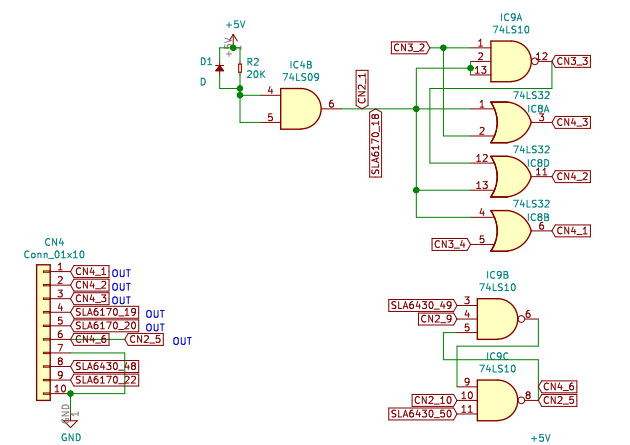 +5V
+5V
D1
D
R2
20K
IC4B
74LS09
4
5
6
CN2_1
SLA6170_18
IC9A
74LS10
CN3_2
1
2
13
12
CN3_3
74LS32
IC8A
1
2
3
CN4_3
74LS32
IC8D
12
13
11
CN4_2
74LS32
IC8B
4
5
6
CN3_4
CN4_1
CN4
Conn_01x10
1
CN4_1
OUT
2
CN4_2
OUT
3
CN4_3
OUT
4
SLA6170_19
OUT
5
SLA6170_20
OUT
6
CN4_6
CN2_5
OUT
7
8
SLA6430_48
9
SLA6170_22
10
GND
1
GND
IC9B
74LS10
SLA6430_49
3
CN2_9
4
5
6
IC9C
74LS10
9
CN2_10
10
SLA6430_50
11
8
CN4_6
CN2_5
+5V